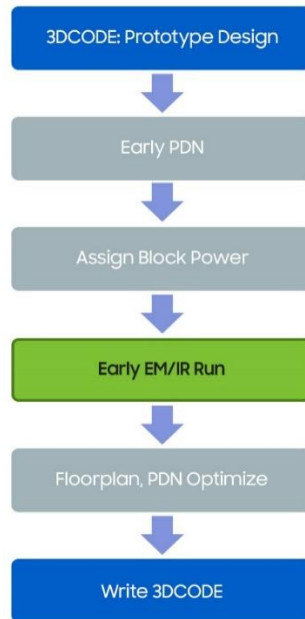 3DCODE: Prototype Design
Early PDN
Assign Block Power
Early EM/IR Run
Floorplan, PDN Optimize
Write 3DCODE